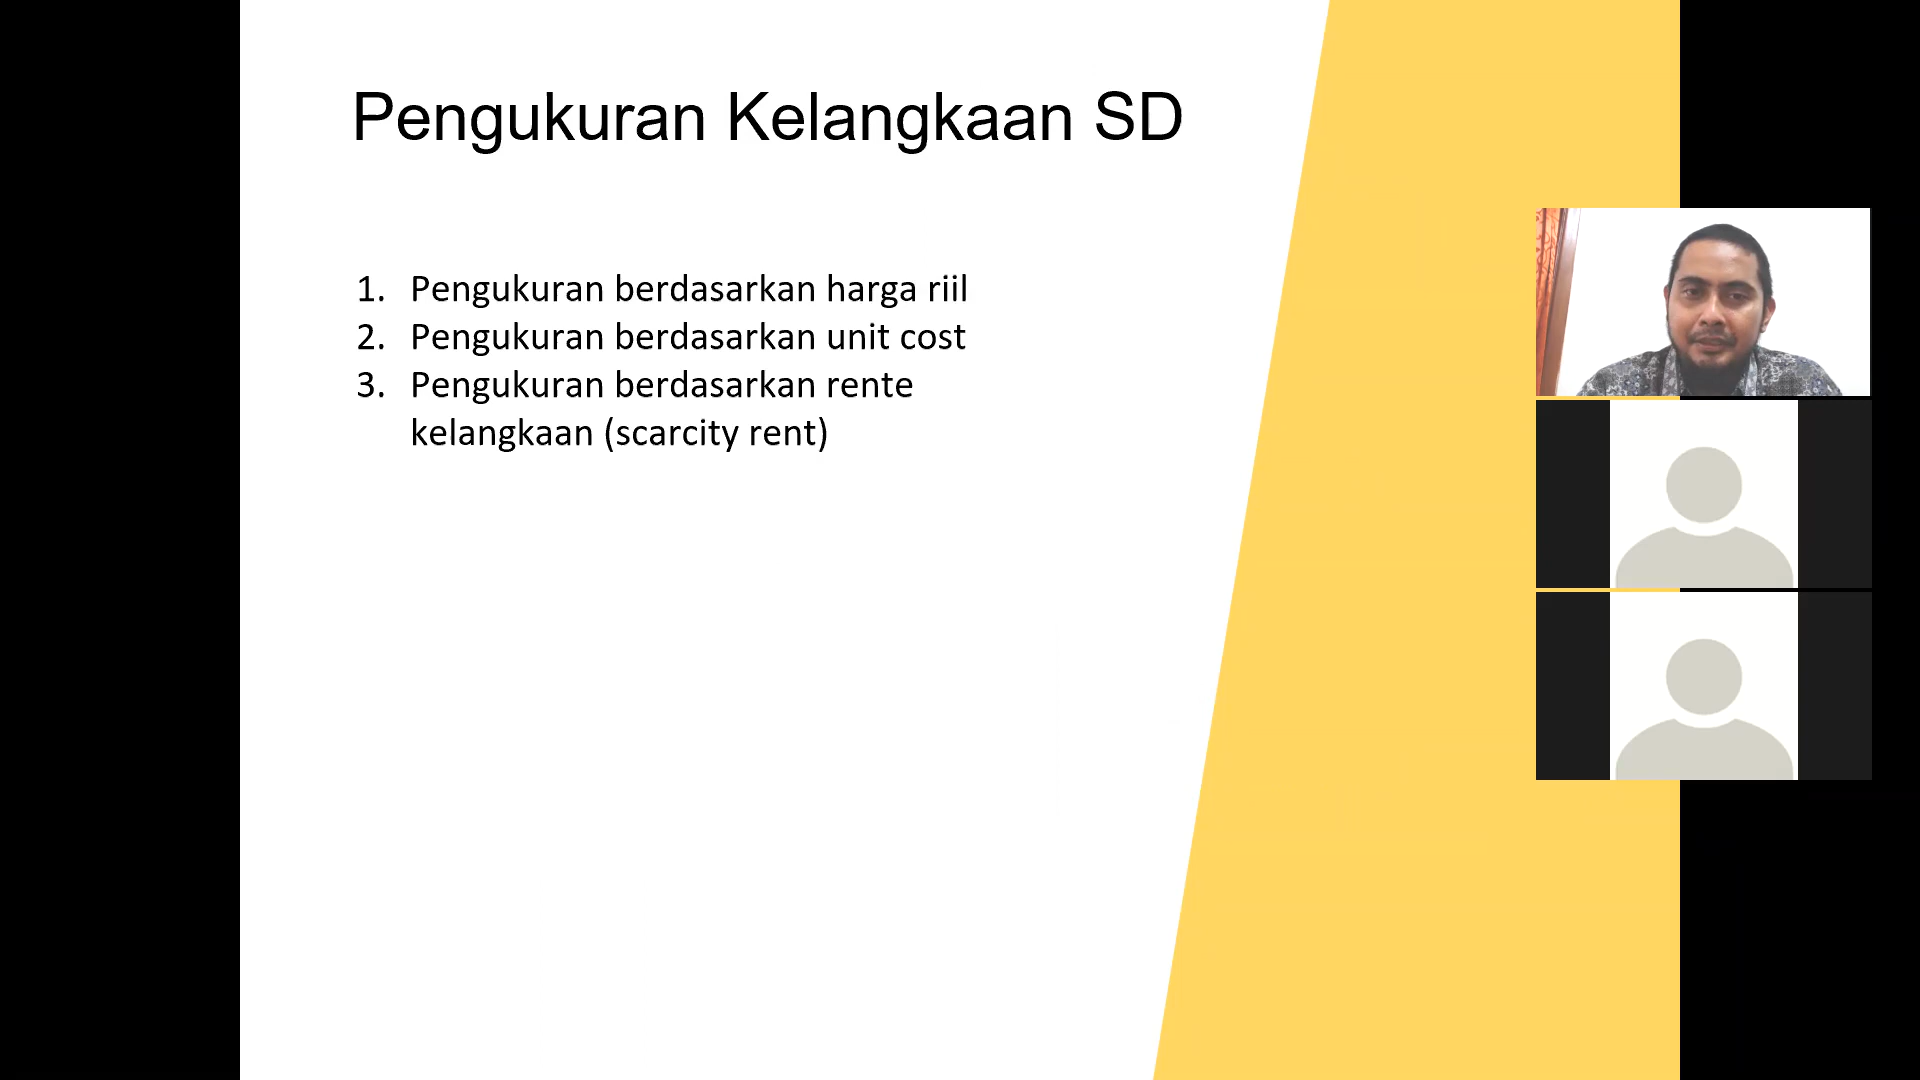 Pengukuran Kelangkaan SD
1. Pengukuran berdasarkan harga riil
2. Pengukuran berdasarkan unit cost
3. Pengukuran berdasarkan rente
kelangkaan (scarcity rent)